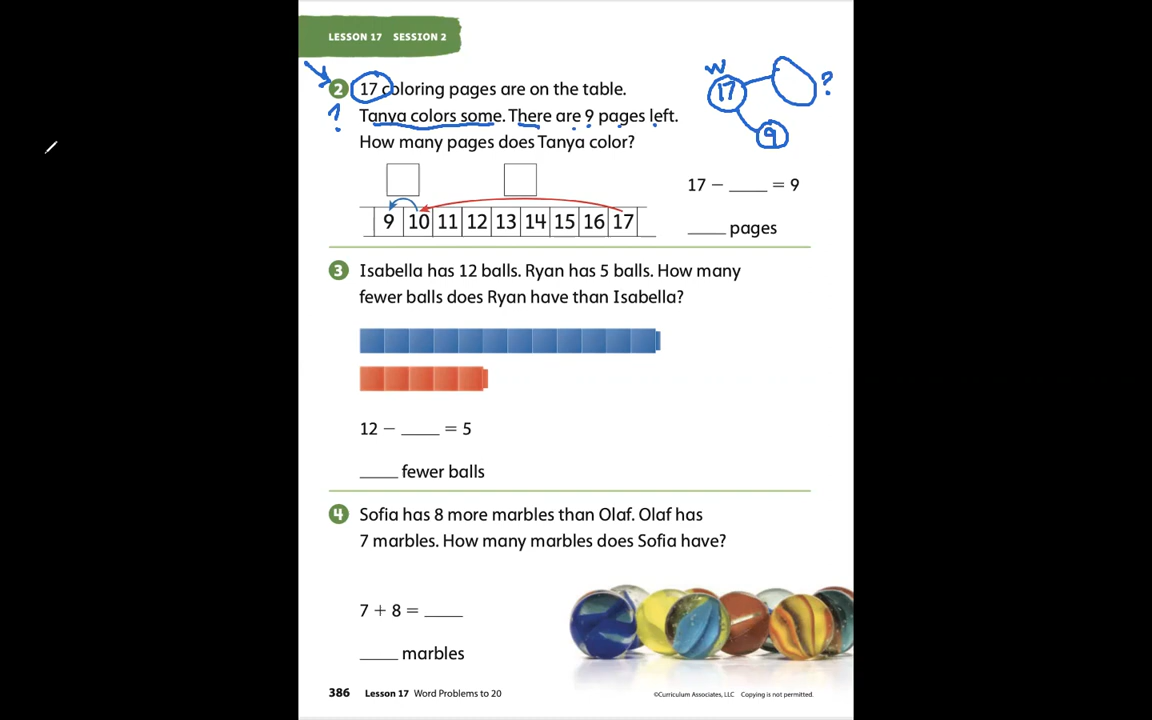 LESSON 17 SESSION 2
2 17 coloring pages are on the table.
? Tanya colors some. There are 9 pages left.
How many pages does Tanya color?
W
17 ?
9
9 10 11 12 13 14 15 16 17
17 − ____ = 9
____ pages
3 Isabella has 12 balls. Ryan has 5 balls. How many
fewer balls does Ryan have than Isabella?
12 − ____ = 5
____ fewer balls
4 Sofia has 8 more marbles than Olaf. Olaf has
7 marbles. How many marbles does Sofia have?
7 + 8 = ____
____ marbles
386 Lesson 17 Word Problems to 20
©Curriculum Associates, LLC Copying is not permitted.